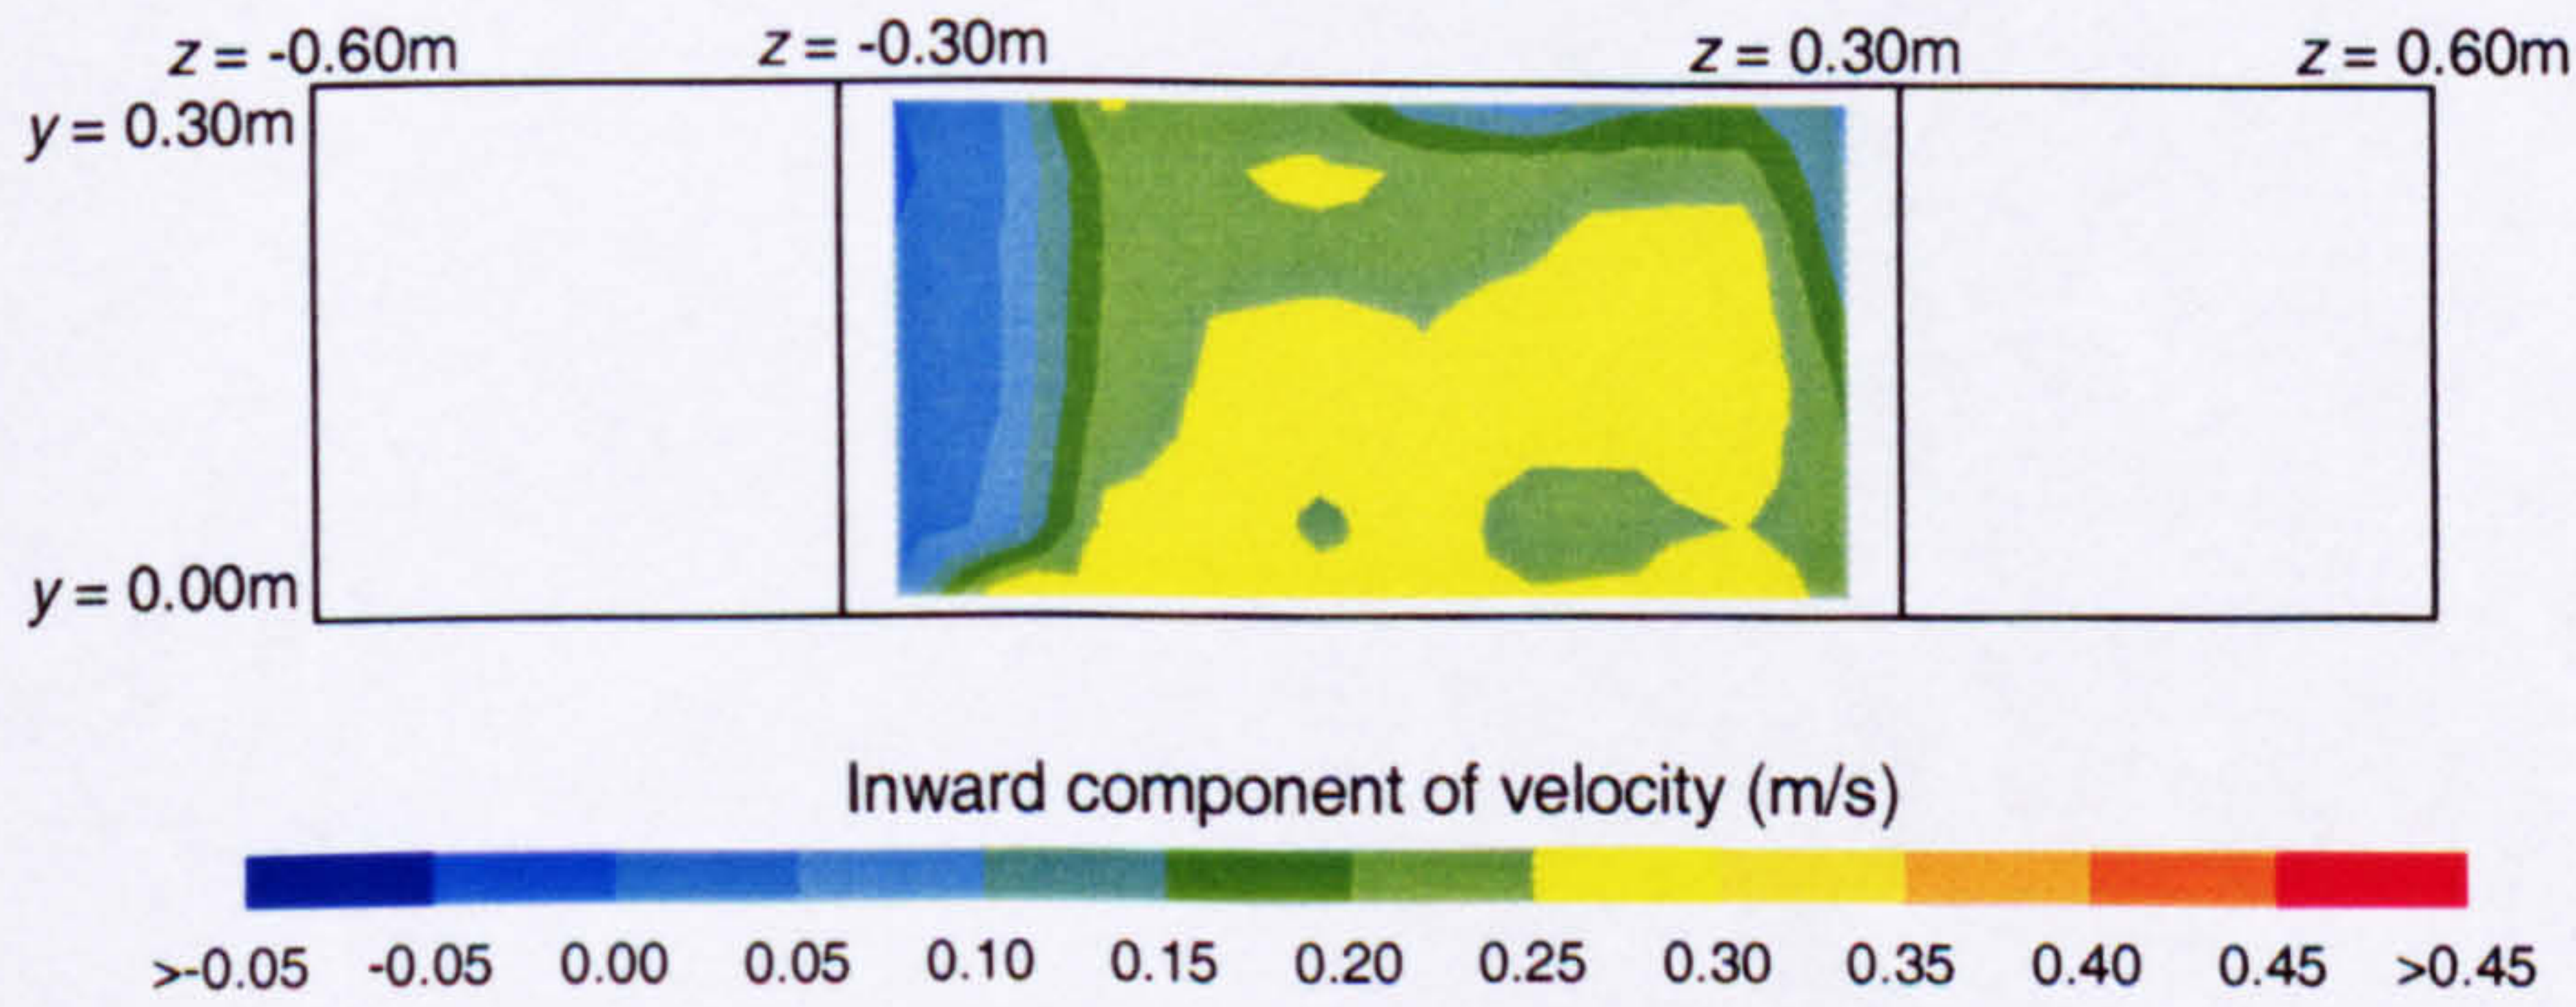 z = -0.60m z = -0.30m z = 0.30m z = 0.60m
y = 0.30m
y = 0.00m
Inward component of velocity (m/s)
>-0.05 -0.05 0.00 0.05 0.10 0.15 0.20 0.25 0.30 0.35 0.40 0.45 >0.45